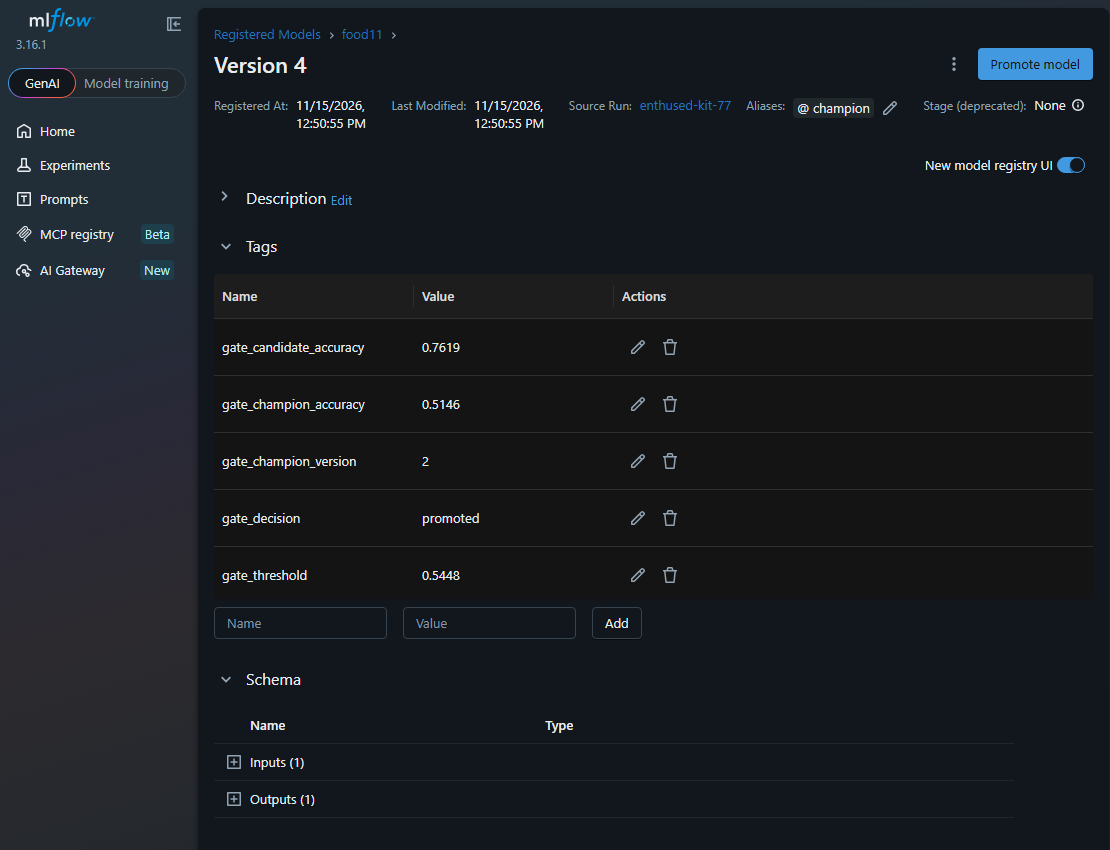 mlflow
3.16.1
GenAI
Model training
Home
Experiments
Prompts
MCP registry
Beta
AI Gateway
New
Registered Models > food11 >
Version 4
Promote model
Registered At: 11/15/2026, 12:50:55 PM
Last Modified: 11/15/2026, 12:50:55 PM
Source Run: enthused-kit-77
Aliases: @ champion
Stage (deprecated): None
New model registry UI
Description Edit
Tags
Name Value Actions
gate_candidate_accuracy 0.7619
gate_champion_accuracy 0.5146
gate_champion_version 2
gate_decision promoted
gate_threshold 0.5448
Name Value Add
Schema
Name Type
Inputs (1)
Outputs (1)